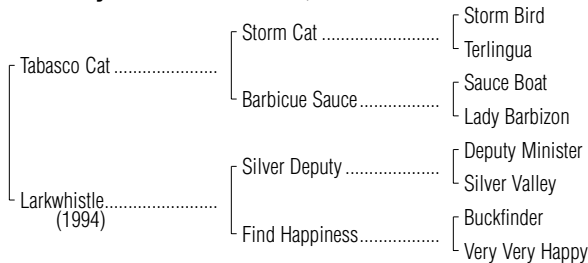 Storm Bird
Storm Cat ........................
Terlingua
Tabasco Cat .....................
Sauce Boat
Barbicue Sauce ................
Lady Barbizon
Deputy Minister
Silver Deputy ...................
Silver Valley
Larkwhistle.......................
(1994)
Buckfinder
Find Happiness................
Very Very Happy